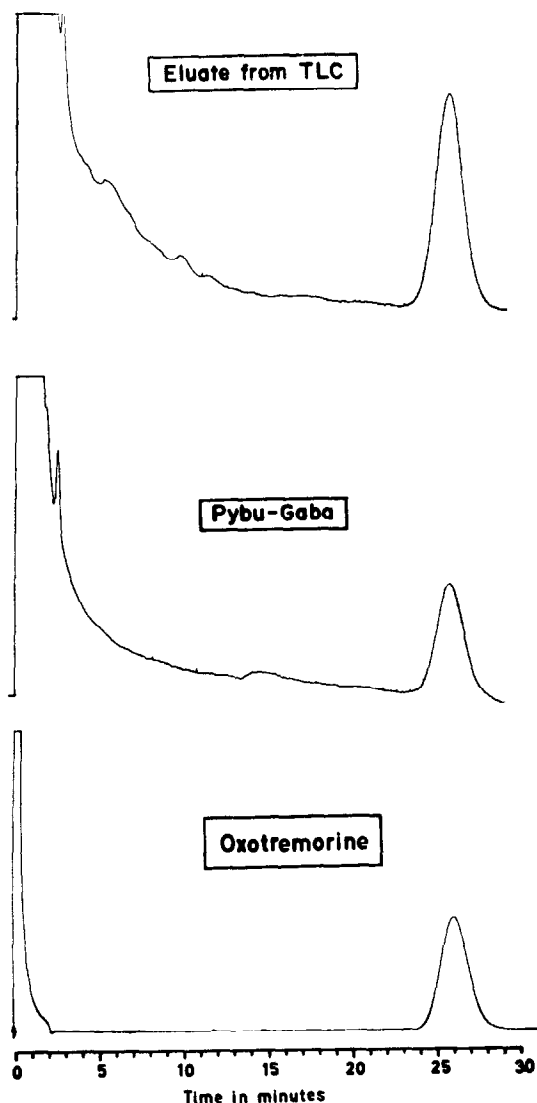 Eluate from TLC
Pybu-Gaba
Oxotremorine
0 5 10 15 20 25 30
Time in minutes